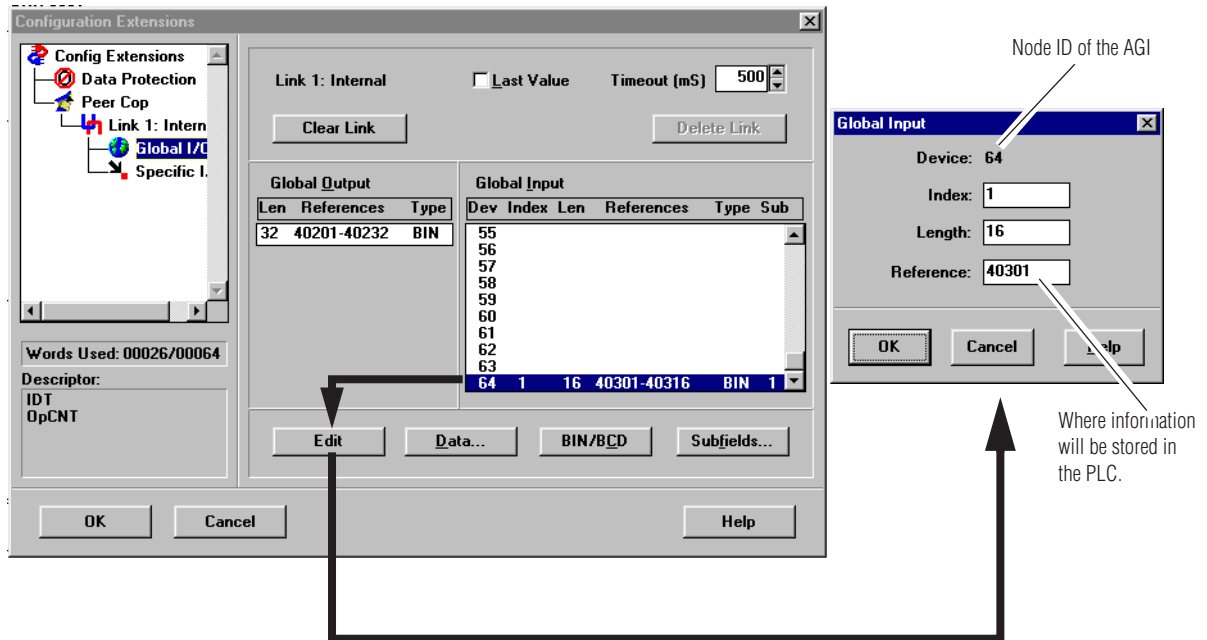 Configuration Extensions
Config Extensions
Data Protection
Peer Cop
Link 1: Intern
Global I/O
Specific I.
Words Used: 00026/00064
Descriptor:
IDT
OpCNT
Link 1: Internal
Last Value
Timeout (mS)
500
Clear Link
Delete Link
Global Output
Len References Type
32 40201-40232 BIN
Global Input
Dev Index Len References Type Sub
55
56
57
58
59
60
61
62
63
64 1 16 40301-40316 BIN 1
Edit
Data...
BIN/BCD
Subfields...
OK
Cancel
Help
Node ID of the AGI
Global Input
Device: 64
Index: 1
Length: 16
Reference: 40301
OK
Cancel
Help
Where information
will be stored in
the PLC.